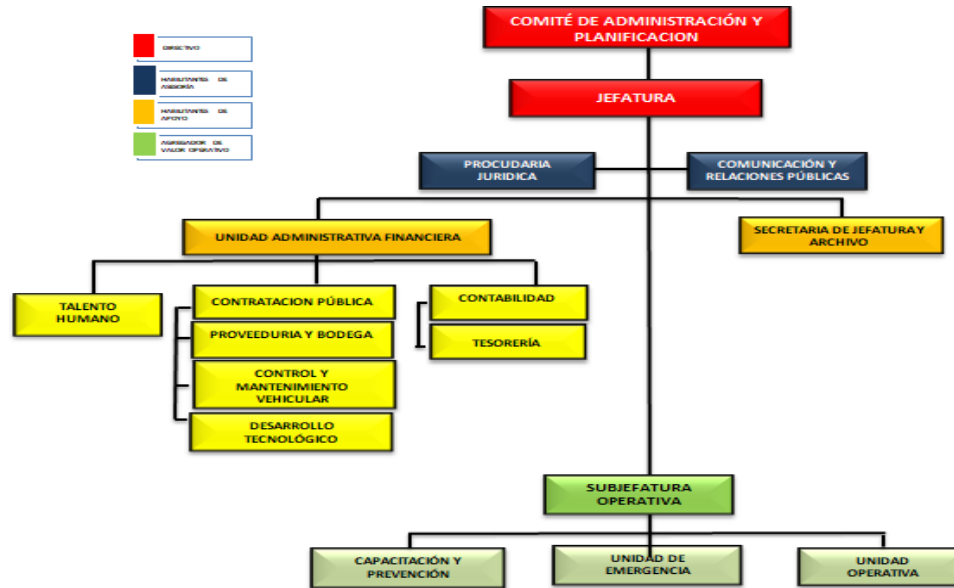 COMITÉ DE ADMINISTRACIÓN Y
PLANIFICACION
DIRECTIVO
HABILITANTES DE
ASESORÍA
HABILITANTES DE
APOYO
AGREGADOR DE
VALOR OPERATIVO
JEFATURA
PROCUDARIA
JURIDICA
COMUNICACIÓN Y
RELACIONES PÚBLICAS
UNIDAD ADMINISTRATIVA FINANCIERA
SECRETARIA DE JEFATURA Y
ARCHIVO
TALENTO
HUMANO
CONTRATACION PÚBLICA
PROVEEDURIA Y BODEGA
CONTROL Y
MANTENIMIENTO
VEHICULAR
DESARROLLO
TECNOLÓGICO
CONTABILIDAD
TESORERÍA
SUBJEFATURA
OPERATIVA
CAPACITACIÓN Y
PREVENCIÓN
UNIDAD DE
EMERGENCIA
UNIDAD
OPERATIVA